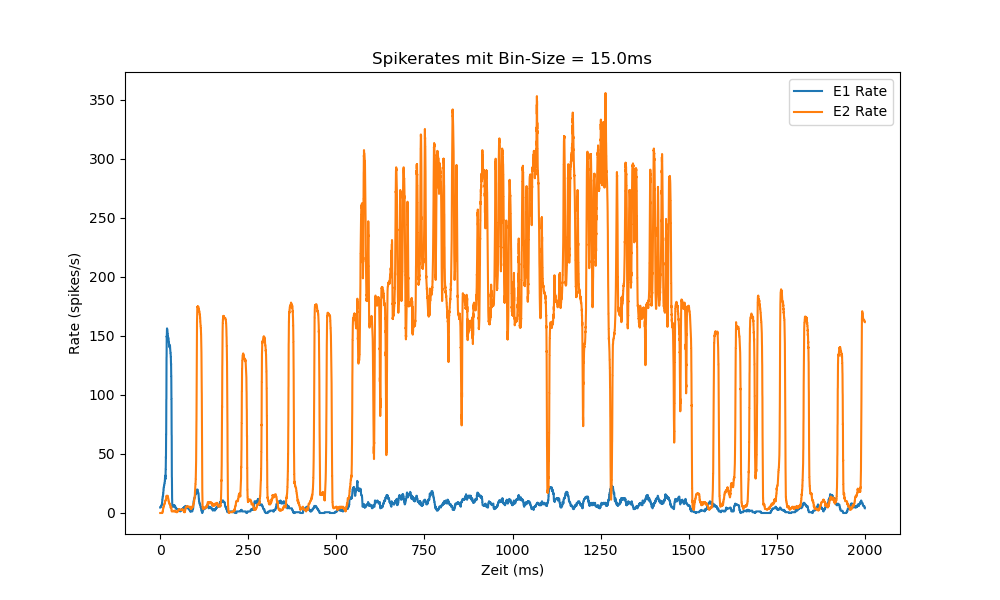 Spikerates mit Bin-Size = 15.0ms
E1 Rate
E2 Rate
350
300
250
200
150
100
50
0
Rate (spikes/s)
0 250 500 750 1000 1250 1500 1750 2000
Zeit (ms)